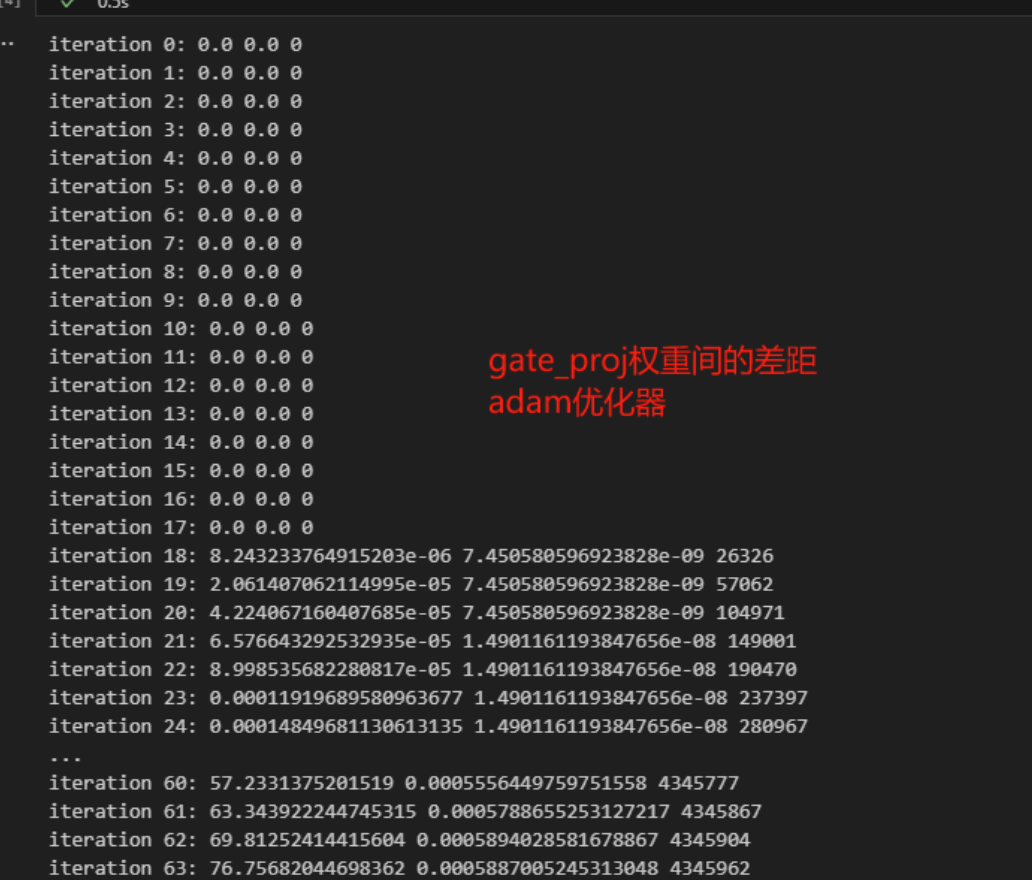 [4]
0.5s
iteration 0: 0.0 0.0 0
iteration 1: 0.0 0.0 0
iteration 2: 0.0 0.0 0
iteration 3: 0.0 0.0 0
iteration 4: 0.0 0.0 0
iteration 5: 0.0 0.0 0
iteration 6: 0.0 0.0 0
iteration 7: 0.0 0.0 0
iteration 8: 0.0 0.0 0
iteration 9: 0.0 0.0 0
iteration 10: 0.0 0.0 0
iteration 11: 0.0 0.0 0
iteration 12: 0.0 0.0 0
iteration 13: 0.0 0.0 0
iteration 14: 0.0 0.0 0
iteration 15: 0.0 0.0 0
iteration 16: 0.0 0.0 0
iteration 17: 0.0 0.0 0
gate_proj权重间的差距
adam优化器
iteration 18: 8.243233764915203e-06 7.450580596923828e-09 26326
iteration 19: 2.061407062114995e-05 7.450580596923828e-09 57062
iteration 20: 4.224067160407685e-05 7.450580596923828e-09 104971
iteration 21: 6.576643292532935e-05 1.4901161193847656e-08 149001
iteration 22: 8.998535682280817e-05 1.4901161193847656e-08 190470
iteration 23: 0.00011919689580963677 1.4901161193847656e-08 237397
iteration 24: 0.00014849681130613135 1.4901161193847656e-08 280967
...
iteration 60: 57.2331375201519 0.0005556449759751558 4345777
iteration 61: 63.343922244745315 0.0005788655253127217 4345867
iteration 62: 69.81252414415604 0.0005894028581678867 4345904
iteration 63: 76.75682044698362 0.0005887005245313048 4345962